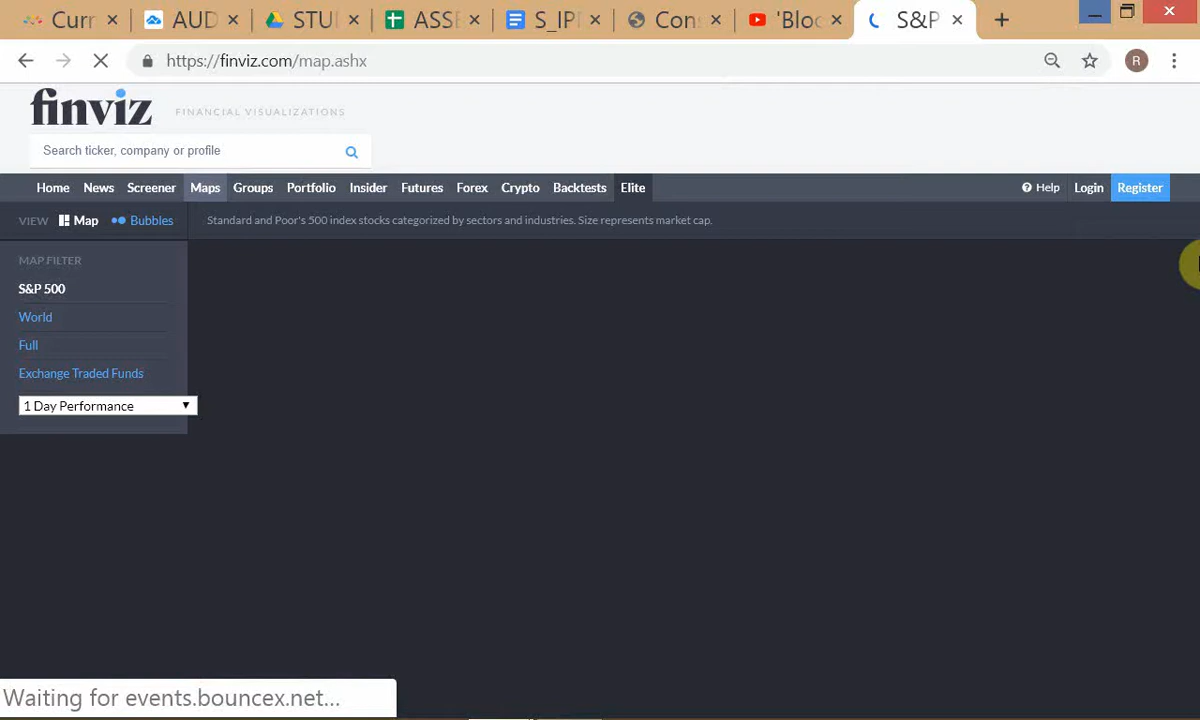 Curr AUD STU ASSE S_IPI Con 'Bloc S&P
https://finviz.com/map.ashx R
finviz FINANCIAL VISUALIZATIONS
Search ticker, company or profile
Home News Screener Maps Groups Portfolio Insider Futures Forex Crypto Backtests Elite Help Login Register
VIEW Map Bubbles Standard and Poor's 500 index stocks categorized by sectors and industries. Size represents market cap.
MAP FILTER
S&P 500
World
Full
Exchange Traded Funds
1 Day Performance
Waiting for events.bouncex.net...